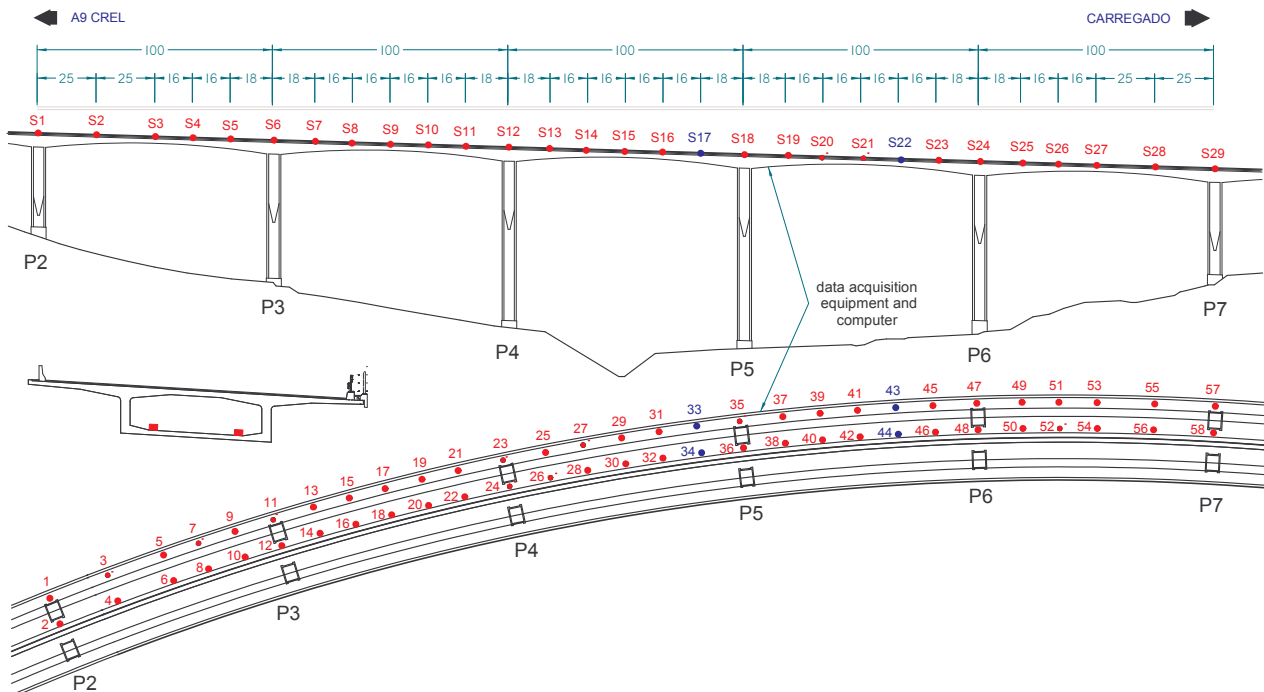 A9 CREL CARREGADO
100 100 100 100 100
25 25 16 16 18 18 16 16 16 16 18 18 16 16 16 16 18 18 16 16 16 16 18 18 16 16 25 25
S1 S2 S3 S4 S5 S6 S7 S8 S9 S10 S11 S12 S13 S14 S15 S16 S17 S18 S19 S20 S21 S22 S23 S24 S25 S26 S27 S28 S29
P2
P3
P4
P5
P6
P7
data acquisition
equipment and
computer
1 3 5 7 9 11 13 15 17 19 21 23 25 27 29 31 33 35 37 39 41 43 45 47 49 51 53 55 57
2 4 6 8 10 12 14 16 18 20 22 24 26 28 30 32 34 36 38 40 42 44 46 48 50 52 54 56 58
P2
P3
P4
P5
P6
P7